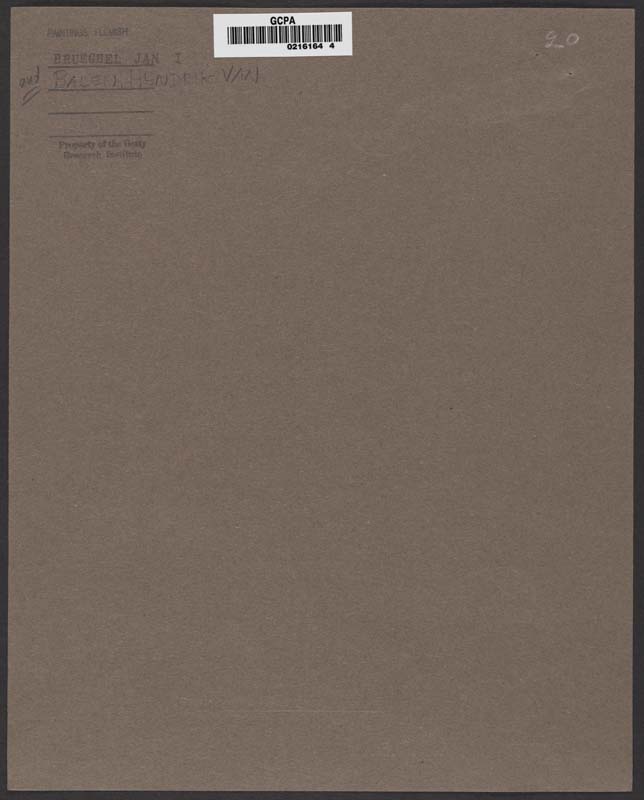 GCPA
0216164 4
20
PAINTINGS FLEMISH
BRUEGHEL JAN I
and BALEN, HENDRIK VAN
Property of the Getty
Research Institute